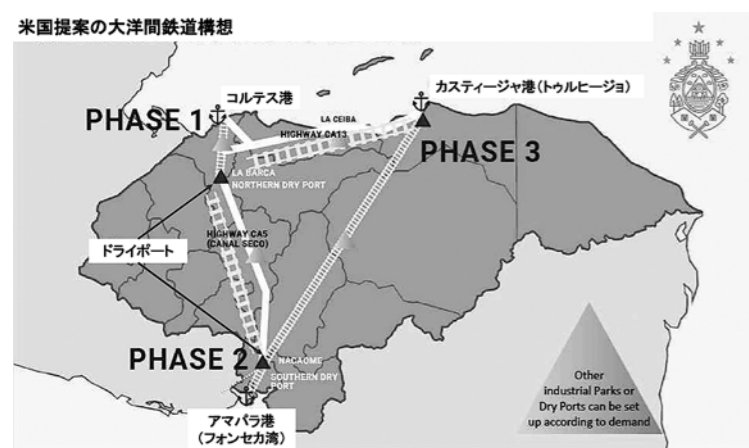 米国提案の大洋間鉄道構想
コルテス港
カスティージャ港(トゥルヒージョ)
PHASE 1
LA CEIBA
HIGHWAY CA13
PHASE 3
LA BARCA
NORTHERN DRY PORT
HIGHWAY CA5
(CANAL SECO)
ドライポート
PHASE 2
NACAOME
SOUTHERN DRY
PORT
アマパラ港
(フォンセカ湾)
Other
industrial Parks or
Dry Ports can be set
up according to demand